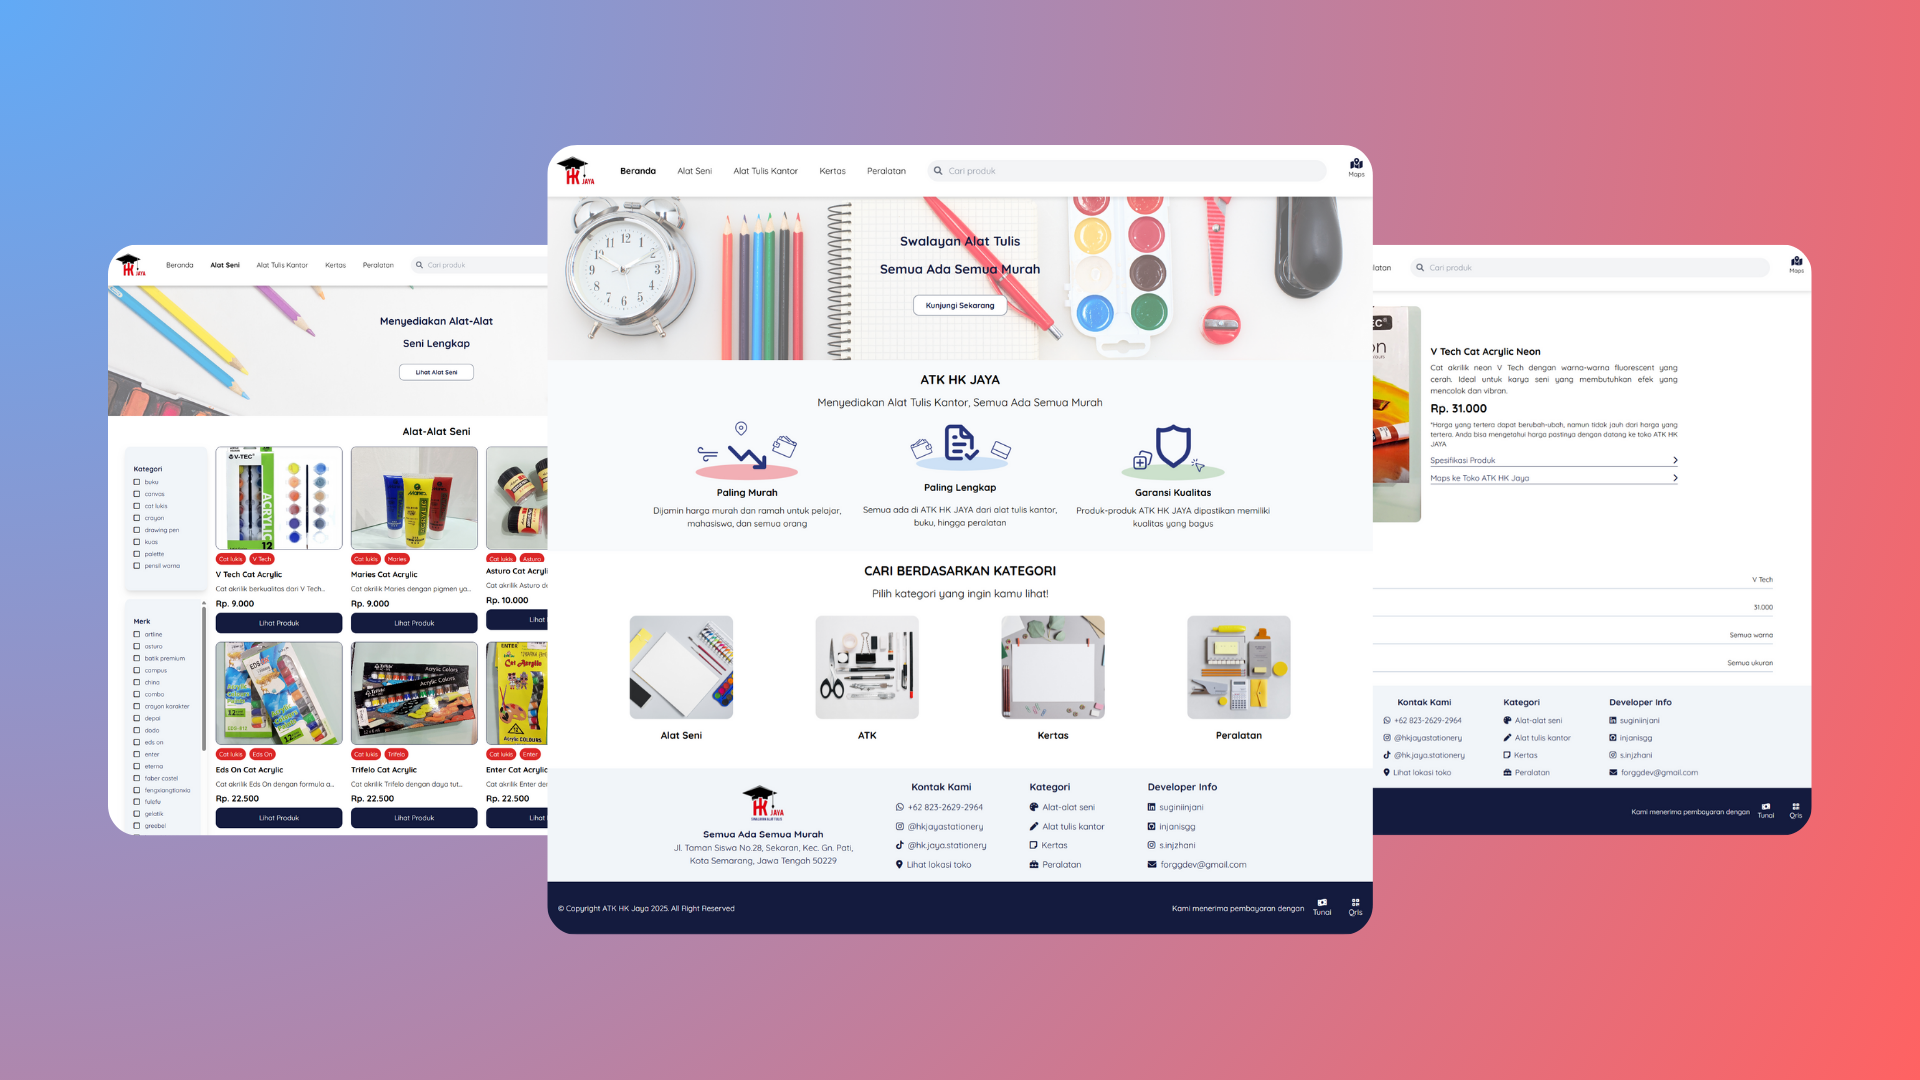 HK JAYA
Beranda
Alat Seni
Alat Tulis Kantor
Kertas
Peralatan
Cari produk
Menyediakan Alat-Alat
Seni Lengkap
Lihat Alat Seni
Alat-Alat Seni
Kategori
buku
canvas
cat lukis
crayon
drawing pen
kuas
palette
pensil warna
Merk
artline
asturo
batik premium
campus
china
combo
crayon karakter
depai
dodo
eds on
enter
eterna
faber castel
fengxiangtianxia
fulafu
gelatik
greebel
V-TEC
ACRYLIC
12
Cat lukis
V Tech
V Tech Cat Acrylic
Cat akrilik berkualitas dari V Tech...
Rp. 9.000
Lihat Produk
Cat lukis
Maries
Maries Cat Acrylic
Cat akrilik Maries dengan pigmen ya...
Rp. 9.000
Lihat Produk
Cat lukis
Asturo
Asturo Cat Acryli
Cat akrilik Asturo de
Rp. 10.000
Lihat
Cat lukis
Eds On
Eds On Cat Acrylic
Cat akrilik Eds On dengan formula a...
Rp. 22.500
Lihat Produk
Acrylic Colors
Cat lukis
Trifelo
Trifelo Cat Acrylic
Cat akrilik Trifelo dengan daya tut...
Rp. 22.500
Lihat Produk
ENTER
Cat Acrylic
12
ACRYLIC COLOURS
Cat lukis
Enter
Enter Cat Acrylic
Cat akrilik Enter der
Rp. 22.500
Lihat
HK JAYA
Beranda
Alat Seni
Alat Tulis Kantor
Kertas
Peralatan
Cari produk
Maps
Swalayan Alat Tulis
Semua Ada Semua Murah
Kunjungi Sekarang
ATK HK JAYA
Menyediakan Alat Tulis Kantor, Semua Ada Semua Murah
Paling Murah
Dijamin harga murah dan ramah untuk pelajar,
mahasiswa, dan semua orang
Paling Lengkap
Semua ada di ATK HK JAYA dari alat tulis kantor,
buku, hingga peralatan
Garansi Kualitas
Produk-produk ATK HK JAYA dipastikan memiliki
kualitas yang bagus
CARI BERDASARKAN KATEGORI
Pilih kategori yang ingin kamu lihat!
Alat Seni
ATK
Kertas
Peralatan
HK JAYA
Semua Ada Semua Murah
Jl. Taman Siswa No.28, Sekaran, Kec. Gn. Pati,
Kota Semarang, Jawa Tengah 50229
Kontak Kami
+62 823-2629-2964
@hkjayastationery
@hk.jaya.stationery
Lihat lokasi toko
Kategori
Alat-alat seni
Alat tulis kantor
Kertas
Peralatan
Developer Info
suginiinjani
injanisgg
s.injzhani
forggdev@gmail.com
© Copyright ATK HK Jaya 2025. All Right Reserved
Kami menerima pembayaran dengan
Tunai
Qris
latan
Cari produk
Maps
V Tech Cat Acrylic Neon
Cat akrilik neon V Tech dengan warna-warna fluorescent yang
cerah. Ideal untuk karya seni yang membutuhkan efek yang
mencolok dan vibran.
Rp. 31.000
*Harga yang tertera dapat berubah-ubah, namun tidak jauh dari harga yang
tertera. Anda bisa mengetahui harga pastinya dengan datang ke toko ATK HK
JAYA
Spesifikasi Produk
Maps ke Toko ATK HK Jaya
V Tech
31.000
Semua warna
Semua ukuran
Kontak Kami
+62 823-2629-2964
@hkjayastationery
@hk.jaya.stationery
Lihat lokasi toko
Kategori
Alat-alat seni
Alat tulis kantor
Kertas
Peralatan
Developer Info
suginiinjani
injanisgg
s.injzhani
forggdev@gmail.com
Kami menerima pembayaran dengan
Tunai
Qris